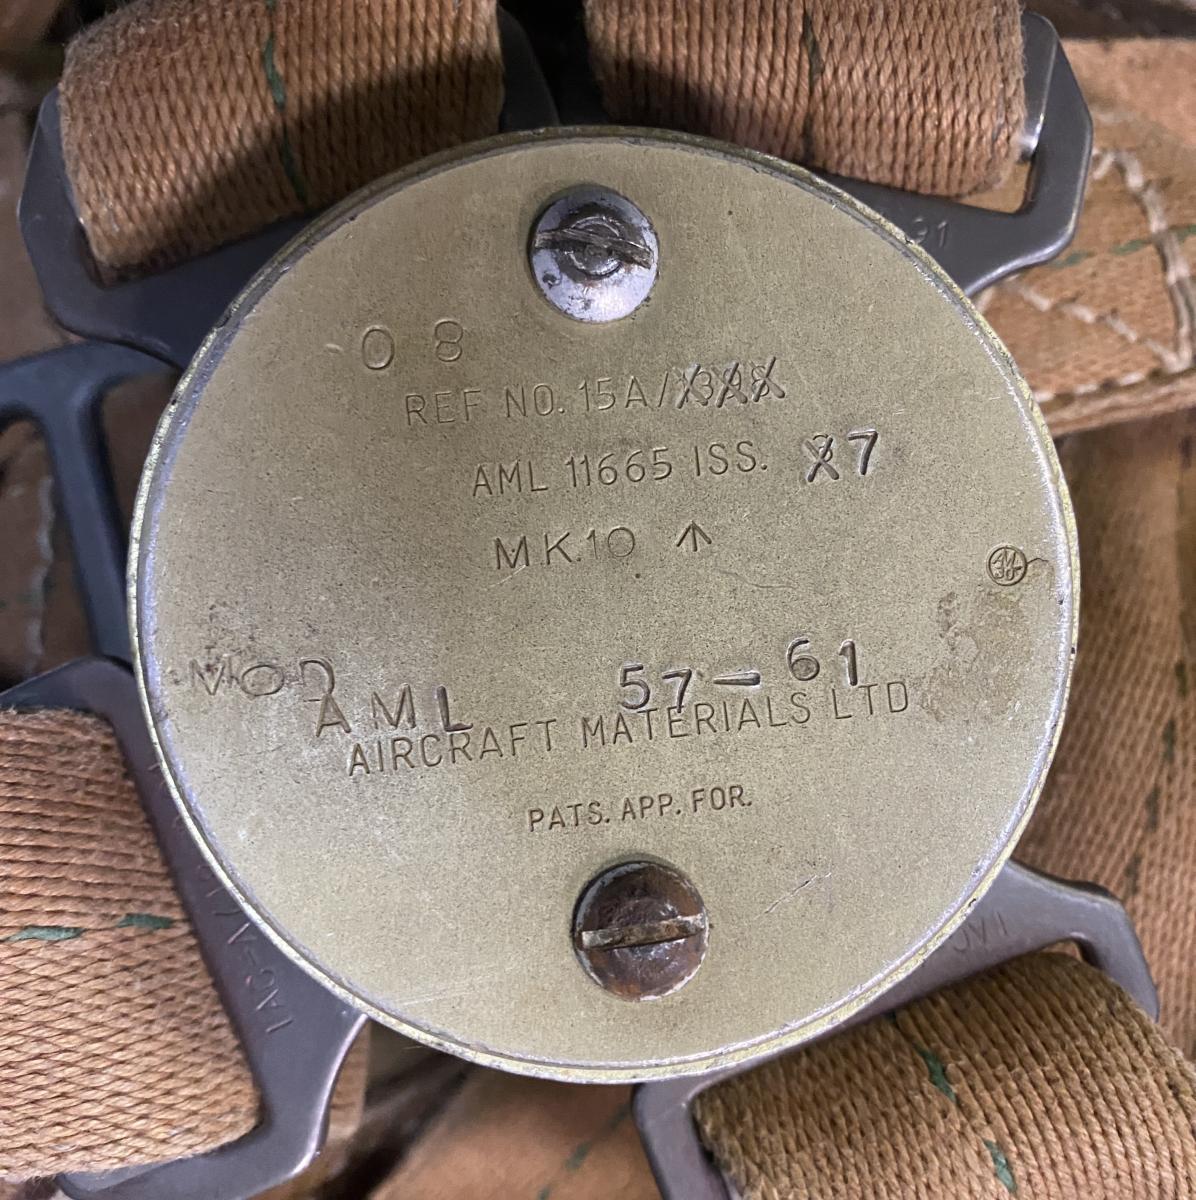 O 8
REF NO. 15A/
AML 11665 ISS. 7
MK.10 ↑
MOD
AML 57-61
AIRCRAFT MATERIALS LTD
PATS. APP. FOR.